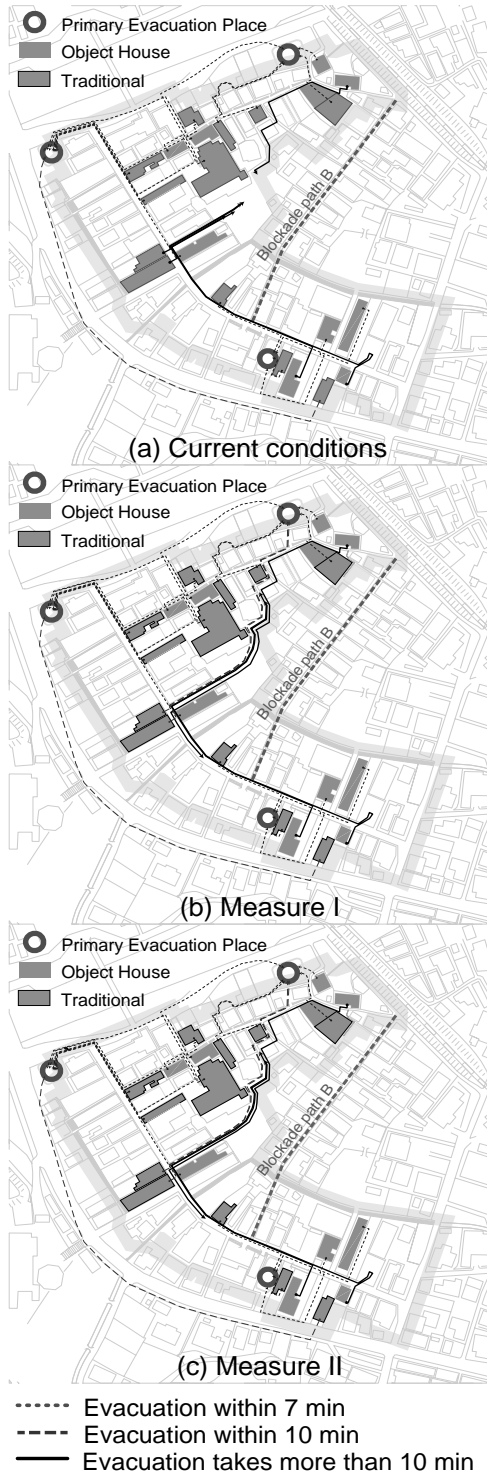 Primary Evacuation Place
Object House
Traditional
Blockade path B
(a) Current conditions
Primary Evacuation Place
Object House
Traditional
Blockade path B
(b) Measure I
Primary Evacuation Place
Object House
Traditional
Blockade path B
(c) Measure II
Evacuation within 7 min
Evacuation within 10 min
Evacuation takes more than 10 min